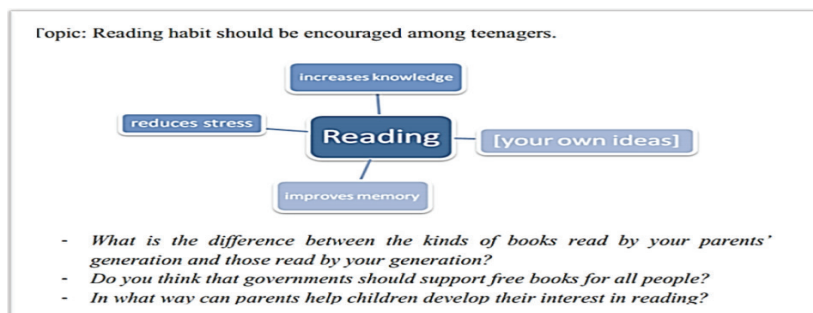 Topic: Reading habit should be encouraged among teenagers.
increases knowledge
reduces stress
Reading
[your own ideas]
improves memory
- What is the difference between the kinds of books read by your parents'
generation and those read by your generation?
- Do you think that governments should support free books for all people?
- In what way can parents help children develop their interest in reading?